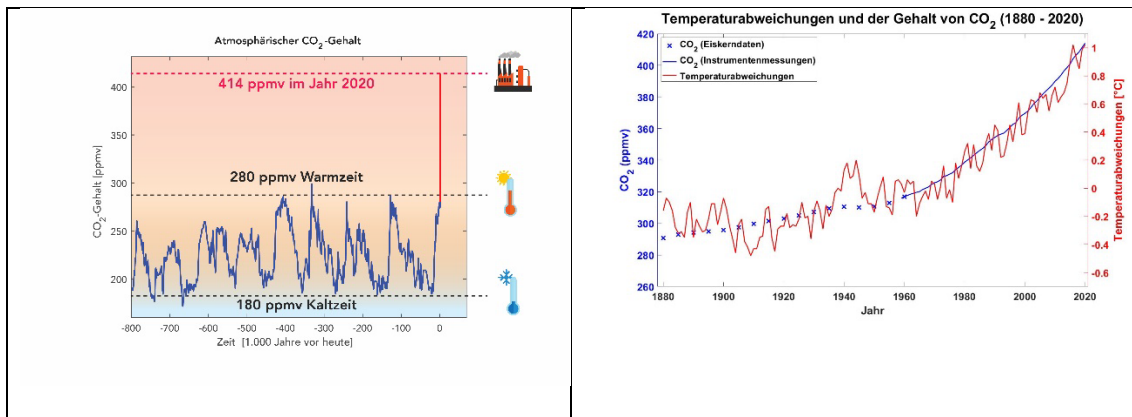 Atmosphärischer CO₂-Gehalt
CO₂-Gehalt [ppmv]
400
350
300
250
200
414 ppmv im Jahr 2020
280 ppmv Warmzeit
180 ppmv Kaltzeit
-800 -700 -600 -500 -400 -300 -200 -100 0
Zeit [1.000 Jahre vor heute]
Temperaturabweichungen und der Gehalt von CO₂ (1880 - 2020)
CO₂ (Eiskerndaten)
CO₂ (Instrumentenmessungen)
Temperaturabweichungen
CO₂ (ppmv)
420
400
380
360
340
320
300
280
260
1880 1900 1920 1940 1960 1980 2000 2020
Jahr
1
0.8
0.6
0.4
0.2
0
-0.2
-0.4
-0.6
Temperaturabweichungen [°C]